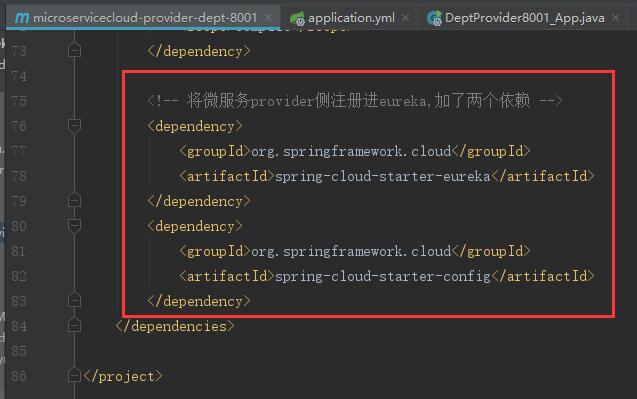 microservicecloud-provider-dept-8001 × application.yml × DeptProvider8001_App.java ×
73 </dependency>
74
75 <!-- 将微服务provider侧注册进eureka,加了两个依赖 -->
76 <dependency>
77 <groupId>org.springframework.cloud</groupId>
78 <artifactId>spring-cloud-starter-eureka</artifactId>
79 </dependency>
80 <dependency>
81 <groupId>org.springframework.cloud</groupId>
82 <artifactId>spring-cloud-starter-config</artifactId>
83 </dependency>
84 </dependencies>
85
86 </project>